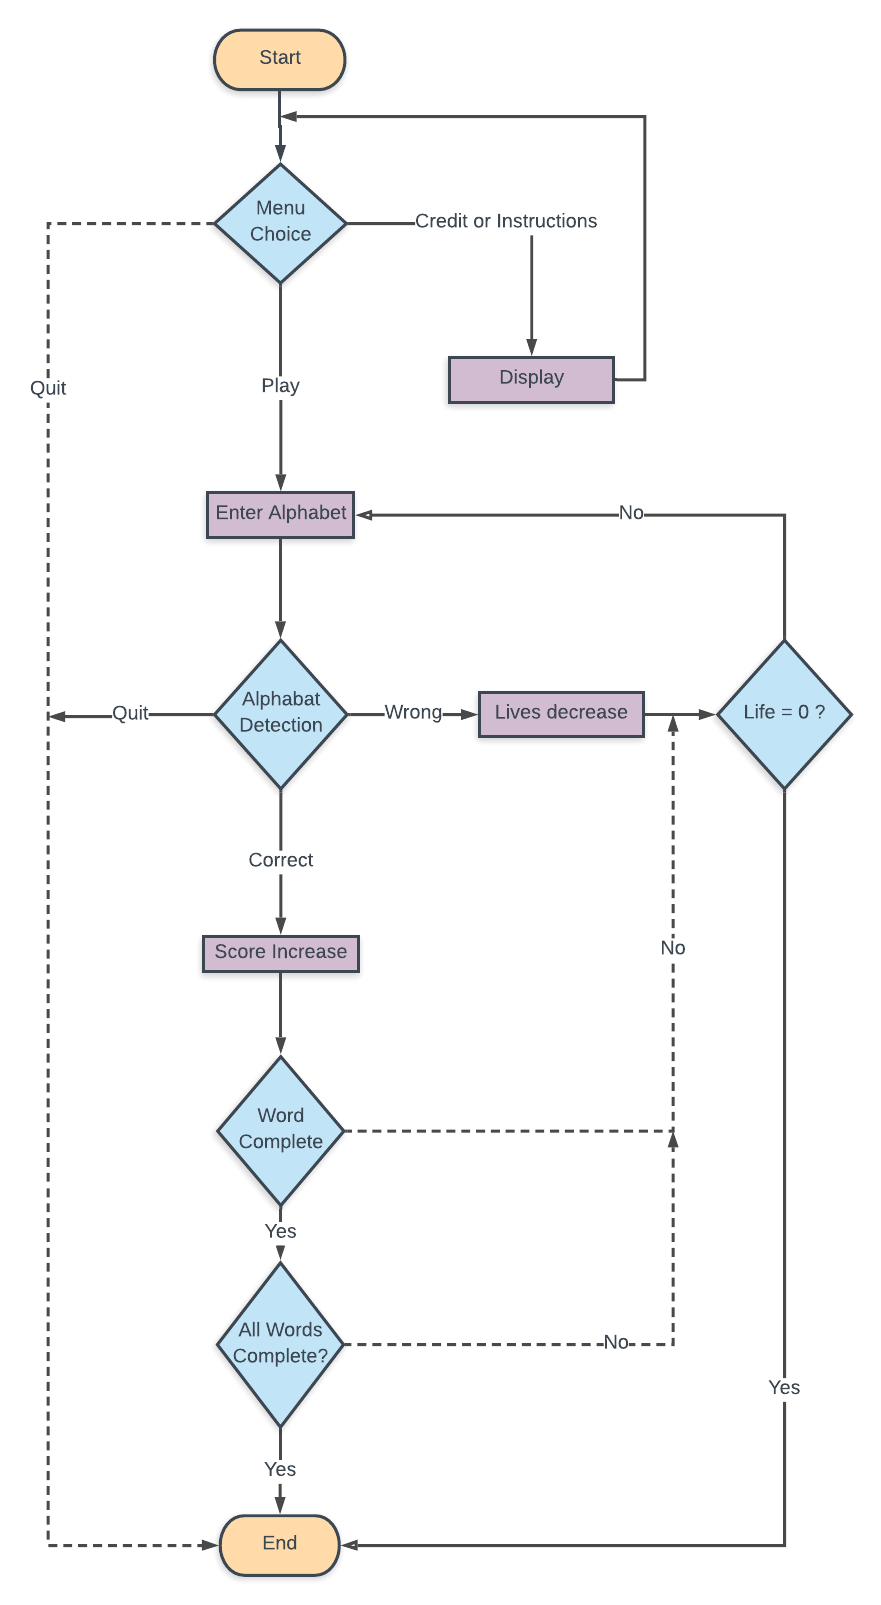 Start
Menu
Choice
Credit or Instructions
Display
Quit
Play
Enter Alphabet
No
Alphabat
Detection
Quit
Wrong
Lives decrease
Life = 0 ?
Correct
Score Increase
No
Word
Complete
Yes
All Words
Complete?
No
Yes
Yes
End